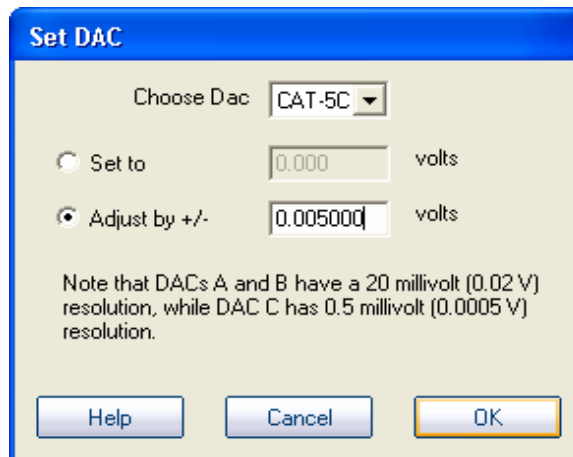 Set DAC
Choose Dac CAT-5C
Set to 0.000 volts
Adjust by +/- 0.005000 volts
Note that DACs A and B have a 20 millivolt (0.02 V)
resolution, while DAC C has 0.5 millivolt (0.0005 V)
resolution.
Help Cancel OK